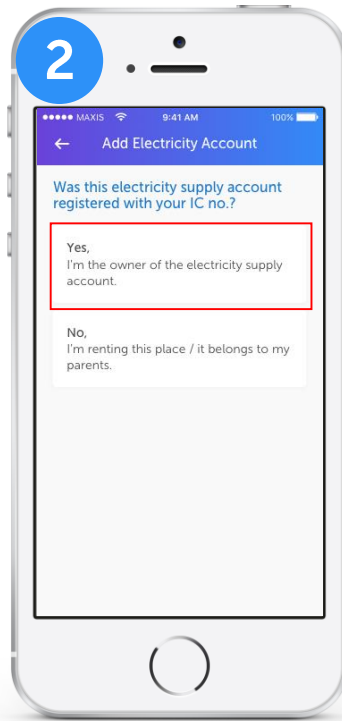 2
MAXIS 9:41 AM 100%
Add Electricity Account
Was this electricity supply account
registered with your IC no.?
Yes,
I'm the owner of the electricity supply
account.
No,
I'm renting this place / it belongs to my
parents.